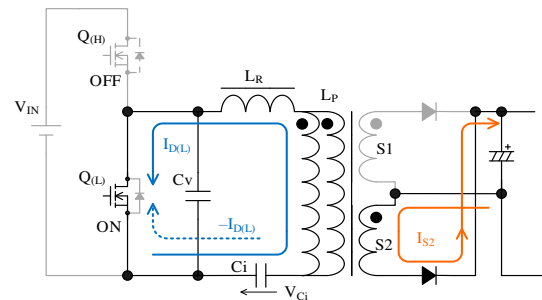 Q(H)
OFF
VIN
LR
LP
ID(L)
S1
Q(L)
Cv
ON
–ID(L)
S2
IS2
Ci
VCi
+